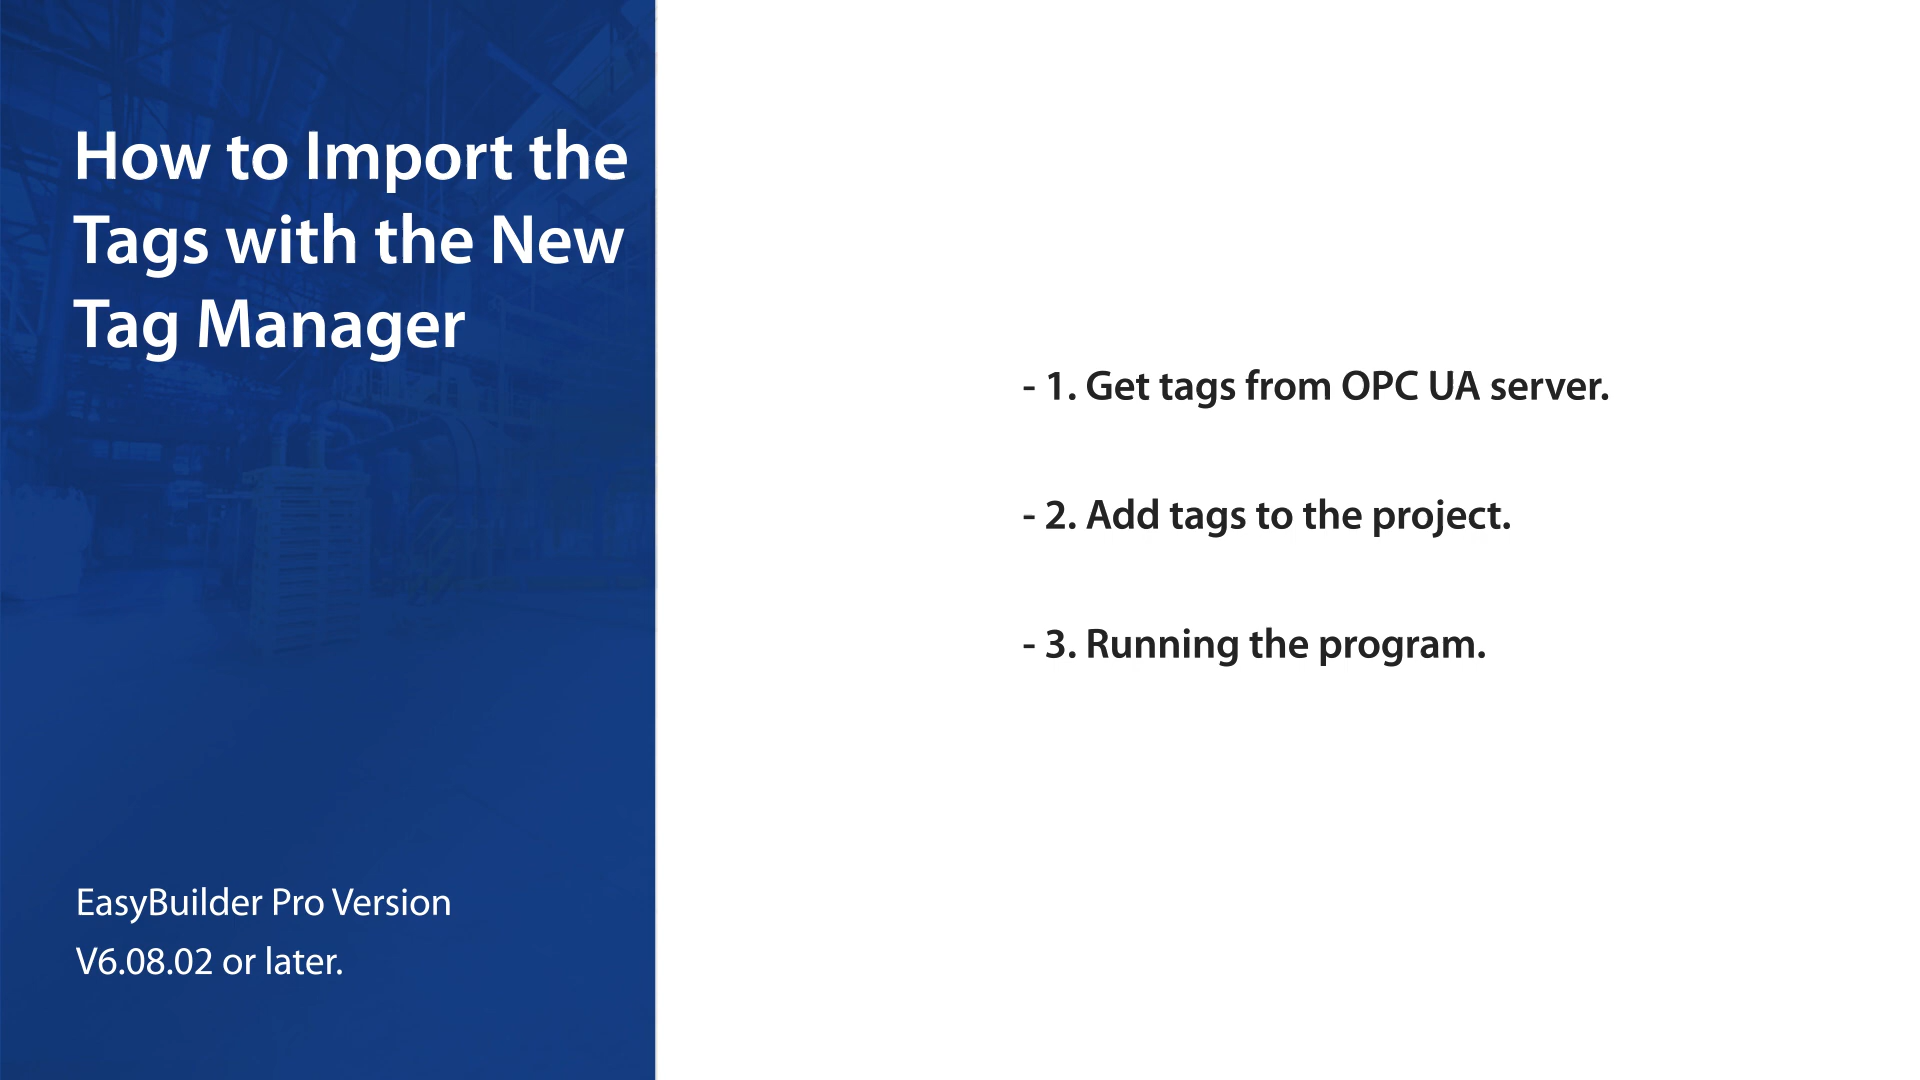 How to Import the
Tags with the New
Tag Manager
EasyBuilder Pro Version
V6.08.02 or later.
- 1. Get tags from OPC UA server.
- 2. Add tags to the project.
- 3. Running the program.